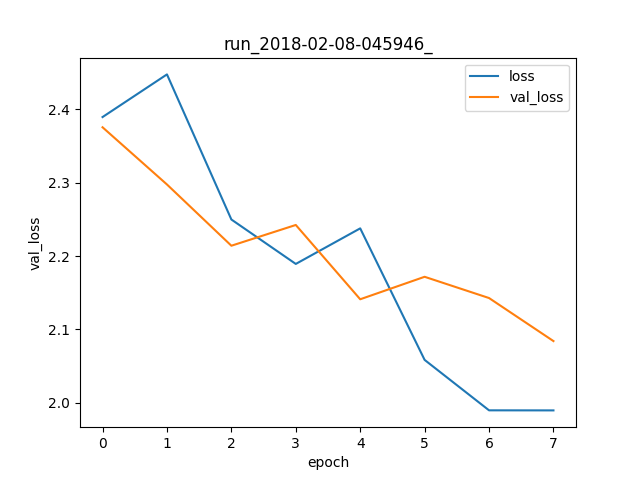 run_2018-02-08-045946_
loss
val_loss
val_loss
2.4
2.3
2.2
2.1
2.0
0 1 2 3 4 5 6 7
epoch